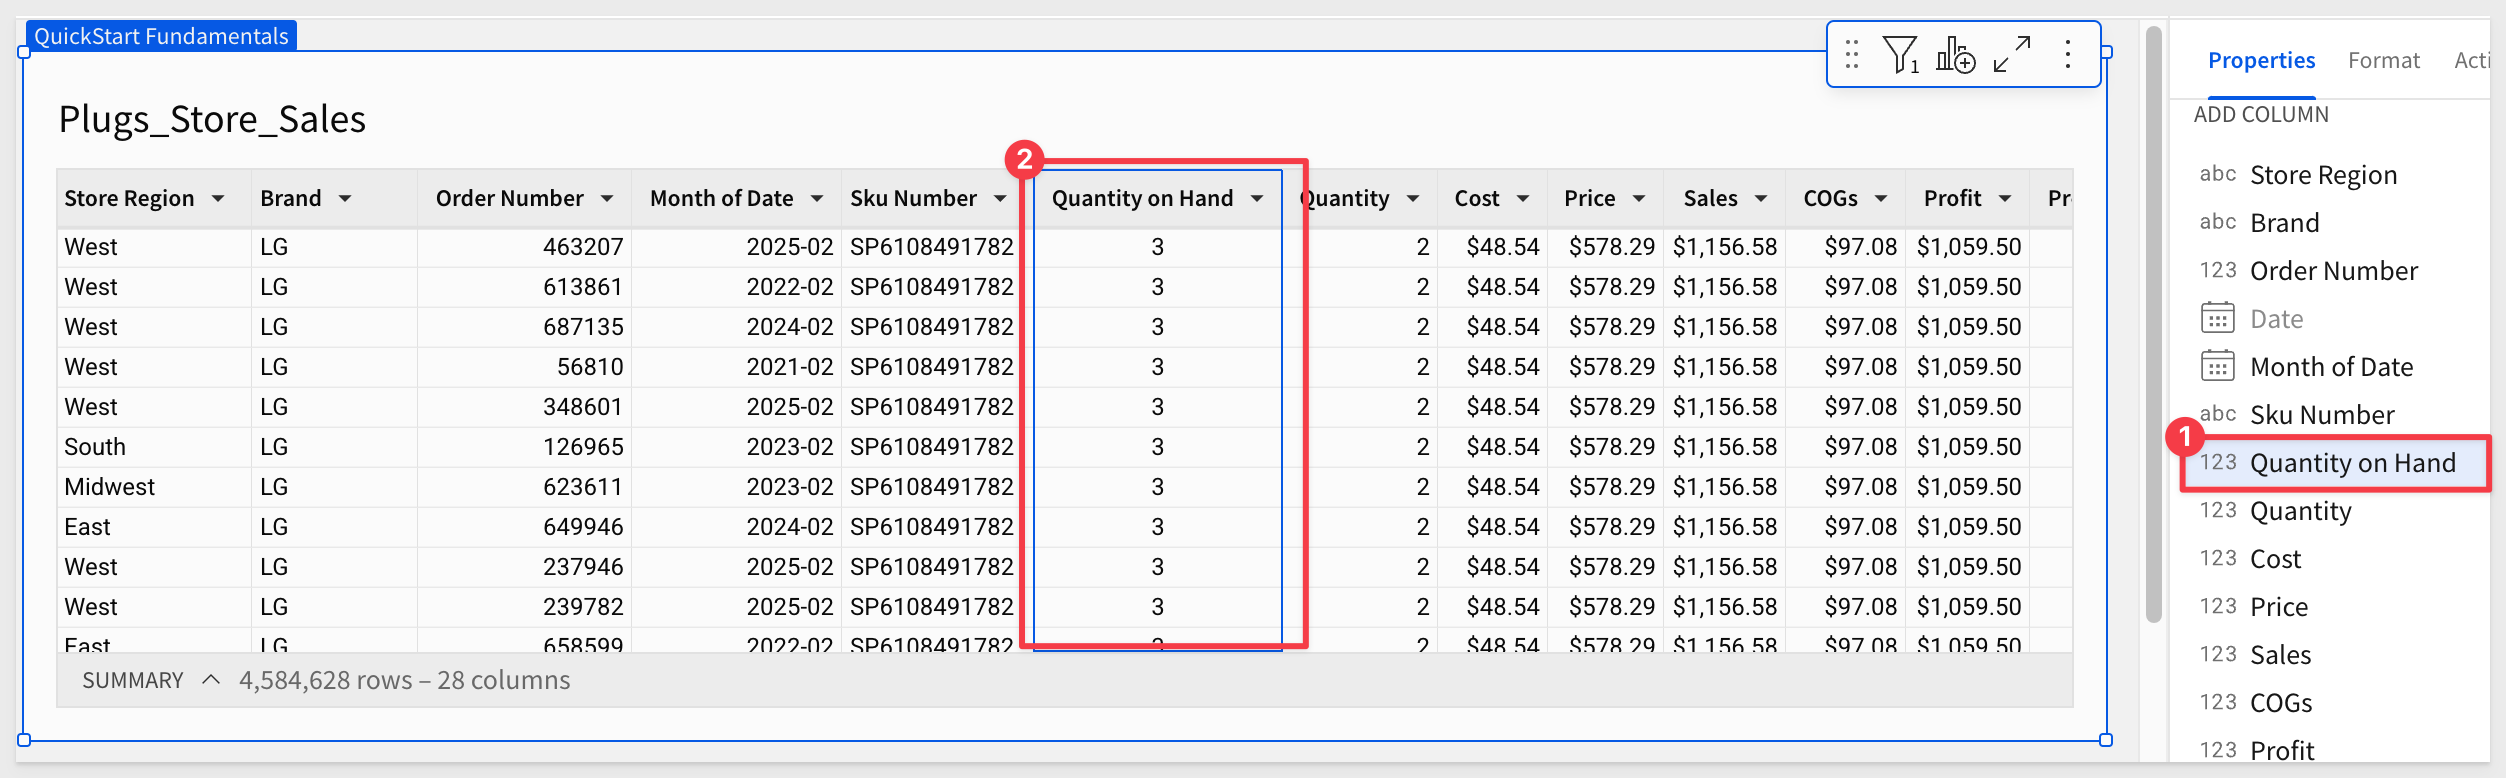 QuickStart Fundamentals
1
Properties Format Acti
ADD COLUMN
Plugs_Store_Sales
2
Store Region Brand Order Number Month of Date Sku Number Quantity on Hand Quantity Cost Price Sales COGs Profit Pr
West LG 463207 2025-02 SP6108491782 3 2 $48.54 $578.29 $1,156.58 $97.08 $1,059.50
West LG 613861 2022-02 SP6108491782 3 2 $48.54 $578.29 $1,156.58 $97.08 $1,059.50
West LG 687135 2024-02 SP6108491782 3 2 $48.54 $578.29 $1,156.58 $97.08 $1,059.50
West LG 56810 2021-02 SP6108491782 3 2 $48.54 $578.29 $1,156.58 $97.08 $1,059.50
West LG 348601 2025-02 SP6108491782 3 2 $48.54 $578.29 $1,156.58 $97.08 $1,059.50
South LG 126965 2023-02 SP6108491782 3 2 $48.54 $578.29 $1,156.58 $97.08 $1,059.50
Midwest LG 623611 2023-02 SP6108491782 3 2 $48.54 $578.29 $1,156.58 $97.08 $1,059.50
East LG 649946 2024-02 SP6108491782 3 2 $48.54 $578.29 $1,156.58 $97.08 $1,059.50
West LG 237946 2025-02 SP6108491782 3 2 $48.54 $578.29 $1,156.58 $97.08 $1,059.50
West LG 239782 2025-02 SP6108491782 3 2 $48.54 $578.29 $1,156.58 $97.08 $1,059.50
East LG 658599 2022-02 SP6108491782 3 2 $48.54 $578.29 $1,156.58 $97.08 $1,059.50
SUMMARY 4,584,628 rows – 28 columns
abc Store Region
abc Brand
123 Order Number
Date
Month of Date
abc Sku Number
1
123 Quantity on Hand
123 Quantity
123 Cost
123 Price
123 Sales
123 COGs
123 Profit